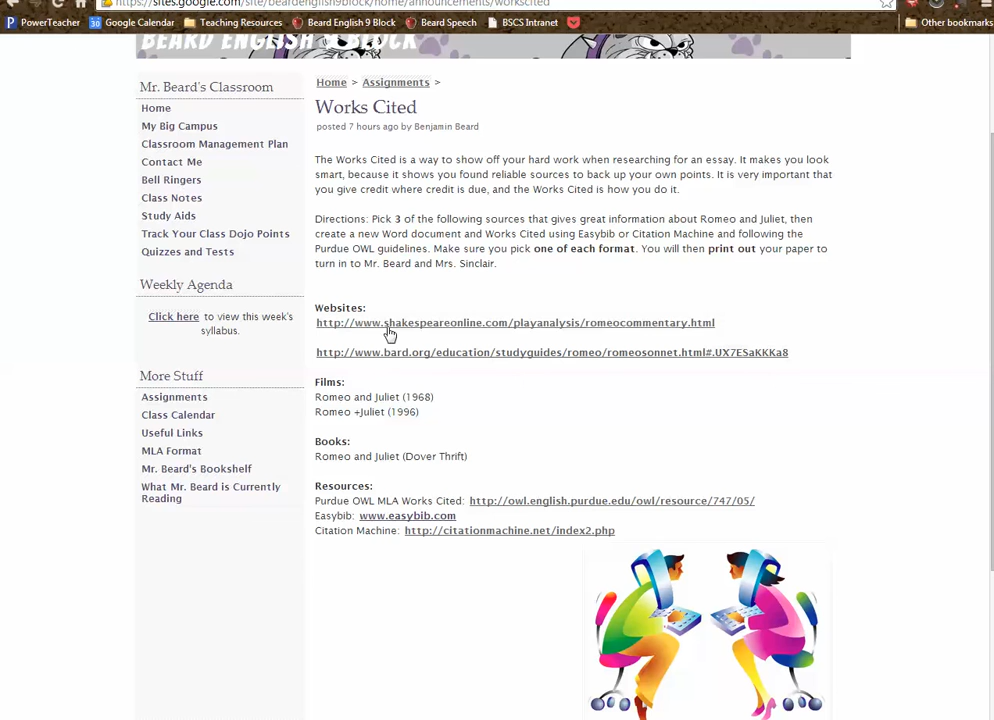 https://sites.google.com/site/beardenglish9block/home/announcements/workscited
PowerTeacher
Google Calendar
Teaching Resources
Beard English 9 Block
Beard Speech
BSCS Intranet
Other bookmarks
BEARD ENGLISH 9 BLOCK
Mr. Beard's Classroom
Home
My Big Campus
Classroom Management Plan
Contact Me
Bell Ringers
Class Notes
Study Aids
Track Your Class Dojo Points
Quizzes and Tests
Weekly Agenda
Click here to view this week's
syllabus.
More Stuff
Assignments
Class Calendar
Useful Links
MLA Format
Mr. Beard's Bookshelf
What Mr. Beard is Currently
Reading
Home > Assignments >
Works Cited
posted 7 hours ago by Benjamin Beard
The Works Cited is a way to show off your hard work when researching for an essay. It makes you look
smart, because it shows you found reliable sources to back up your own points. It is very important that
you give credit where credit is due, and the Works Cited is how you do it.
Directions: Pick 3 of the following sources that gives great information about Romeo and Juliet, then
create a new Word document and Works Cited using Easybib or Citation Machine and following the
Purdue OWL guidelines. Make sure you pick one of each format. You will then print out your paper to
turn in to Mr. Beard and Mrs. Sinclair.
Websites:
http://www.shakespeareonline.com/playanalysis/romeocommentary.html
http://www.bard.org/education/studyguides/romeo/romeosonnet.html#.UX7ESaKKKa8
Films:
Romeo and Juliet (1968)
Romeo +Juliet (1996)
Books:
Romeo and Juliet (Dover Thrift)
Resources:
Purdue OWL MLA Works Cited: http://owl.english.purdue.edu/owl/resource/747/05/
Easybib: www.easybib.com
Citation Machine: http://citationmachine.net/index2.php